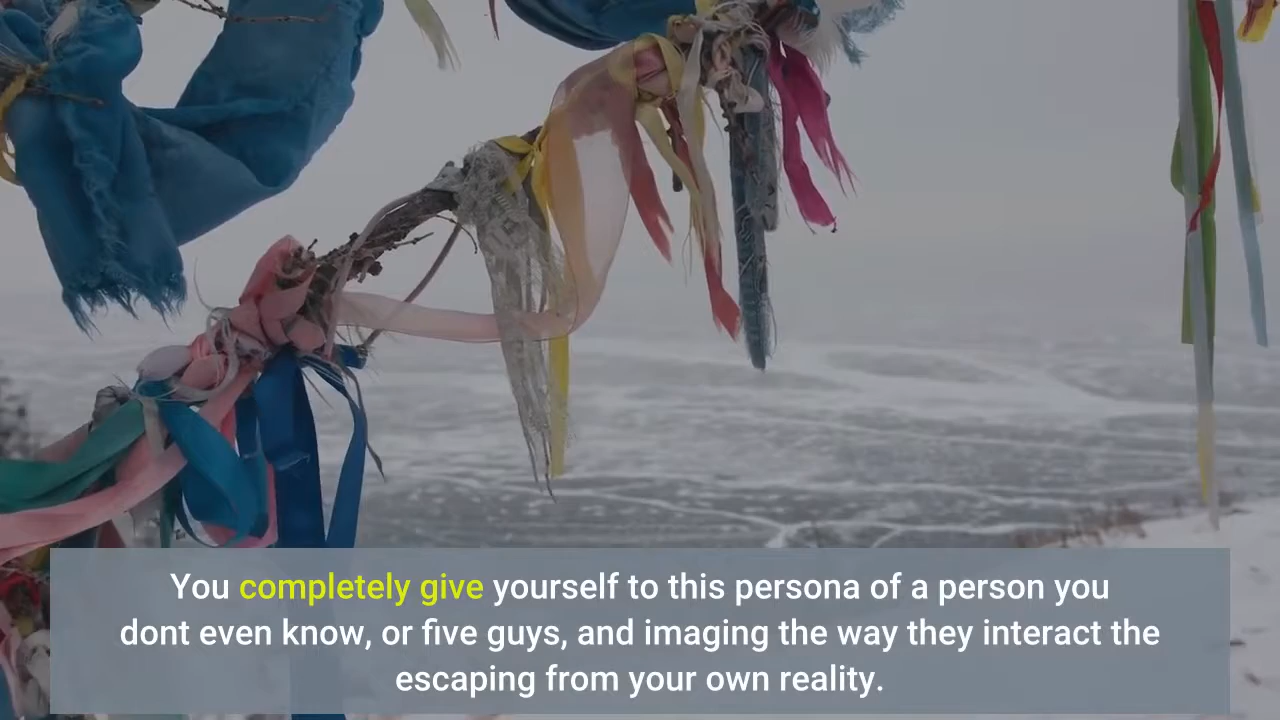 You completely give yourself to this persona of a person you
dont even know, or five guys, and imaging the way they interact the
escaping from your own reality.